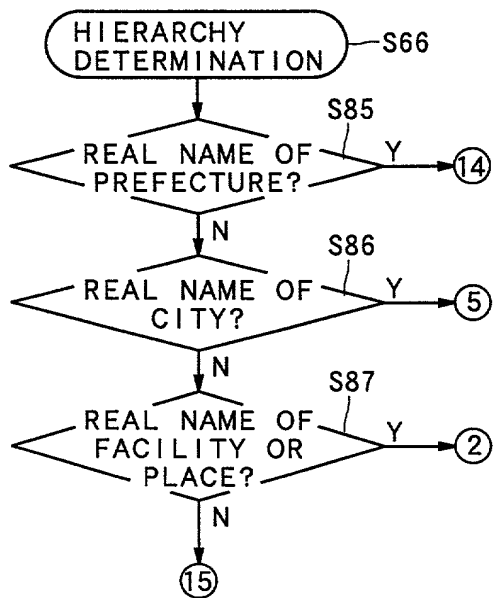 HIERARCHY
DETERMINATION
S66
S85
REAL NAME OF
PREFECTURE?
Y
14
N
S86
REAL NAME OF
CITY?
Y
5
N
S87
REAL NAME OF
FACILITY OR
PLACE?
Y
2
N
15